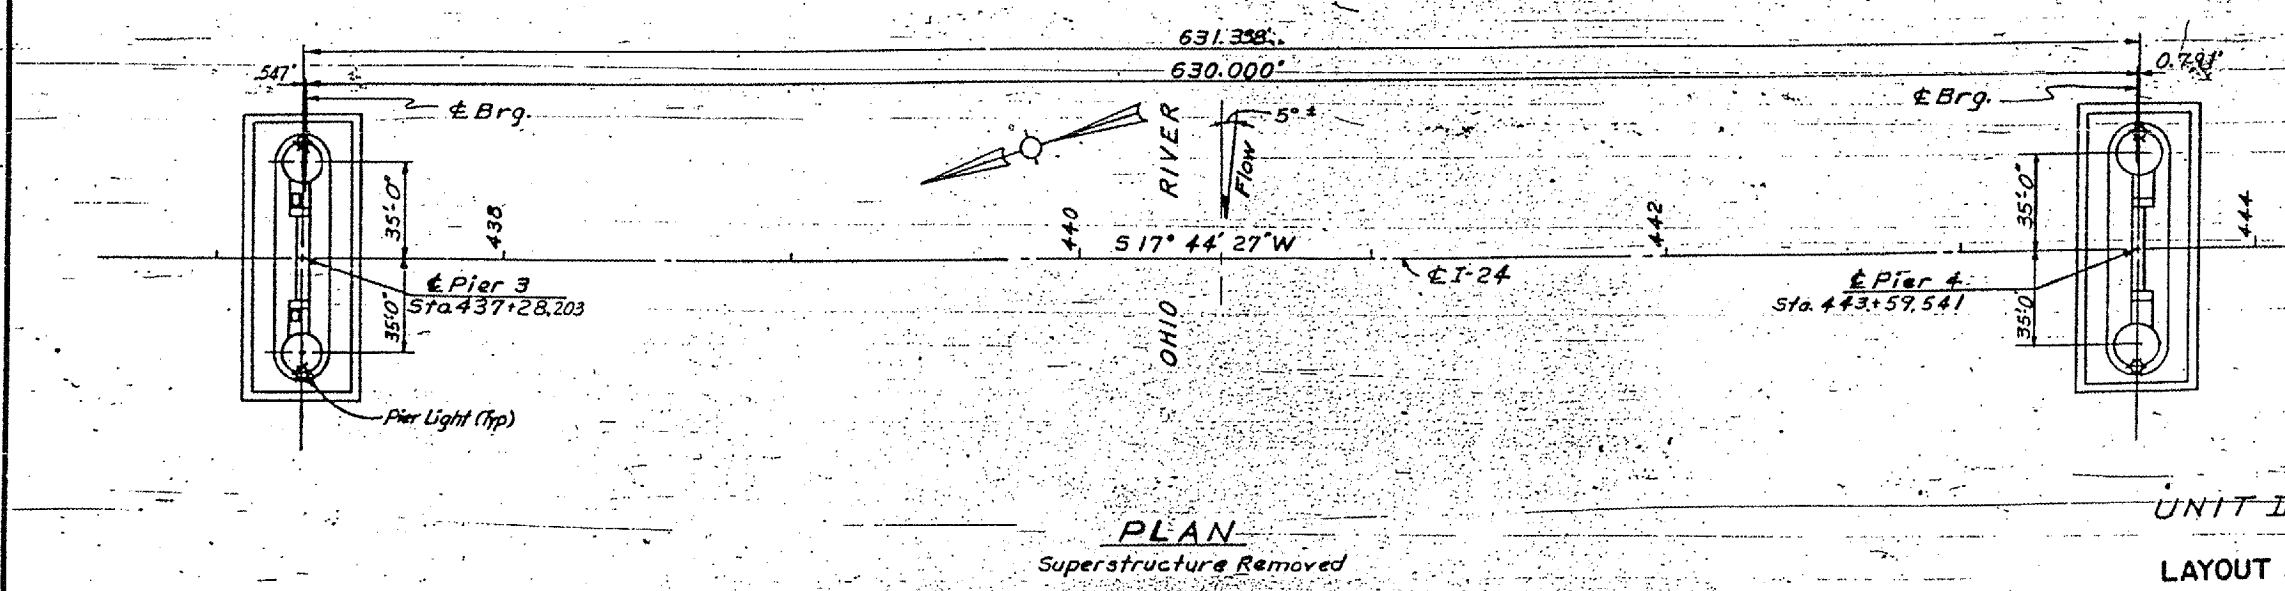 631.358'
630.000'
.547'
℄ Brg.
5° ±
℄ Brg.
RIVER
Flow
35'-0"
438
440
S 17° 44' 27" W
442
35'-0"
444
℄ Pier 3
Sta 437+28.203
35'-0"
℄ I-24
℄ Pier 4
Sta. 443+59.541
35'-0
OHIO
Pier Light (Typ)
UNIT
PLAN
Superstructure Removed
LAYOUT